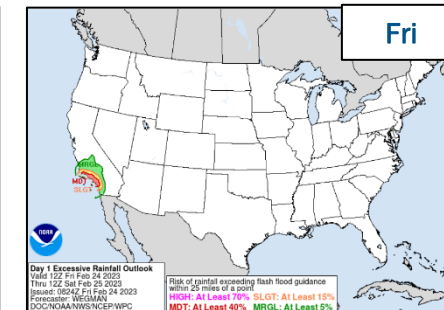 Fri
MRGL
MDT
SLGT
NOAA
Day 1 Excessive Rainfall Outlook
Valid 12Z Fri Feb 24 2023
Thru 12Z Sat Feb 25 2023
Issued: 0824Z Fri Feb 24 2023
Forecaster: WEGMAN
DOC/NOAA/NWS/NCEP/WPC
Risk of rainfall exceeding flash flood guidance
within 25 miles of a point
HIGH: At Least 70% SLGT: At Least 15%
MDT: At Least 40% MRGL: At Least 5%